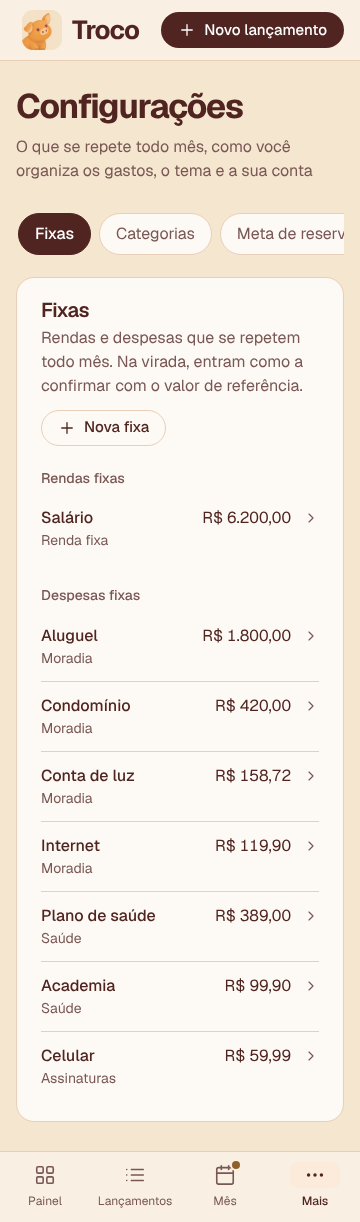 Troco
Novo lançamento
Configurações
O que se repete todo mês, como você
organiza os gastos, o tema e a sua conta
Fixas
Categorias
Meta de reserv
Fixas
Rendas e despesas que se repetem
todo mês. Na virada, entram como a
confirmar com o valor de referência.
Nova fixa
Rendas fixas
Salário R$ 6.200,00
Renda fixa
Despesas fixas
Aluguel R$ 1.800,00
Moradia
Condomínio R$ 420,00
Moradia
Conta de luz R$ 158,72
Moradia
Internet R$ 119,90
Moradia
Plano de saúde R$ 389,00
Saúde
Academia R$ 99,90
Saúde
Celular R$ 59,99
Assinaturas
Painel
Lançamentos
Mês
Mais